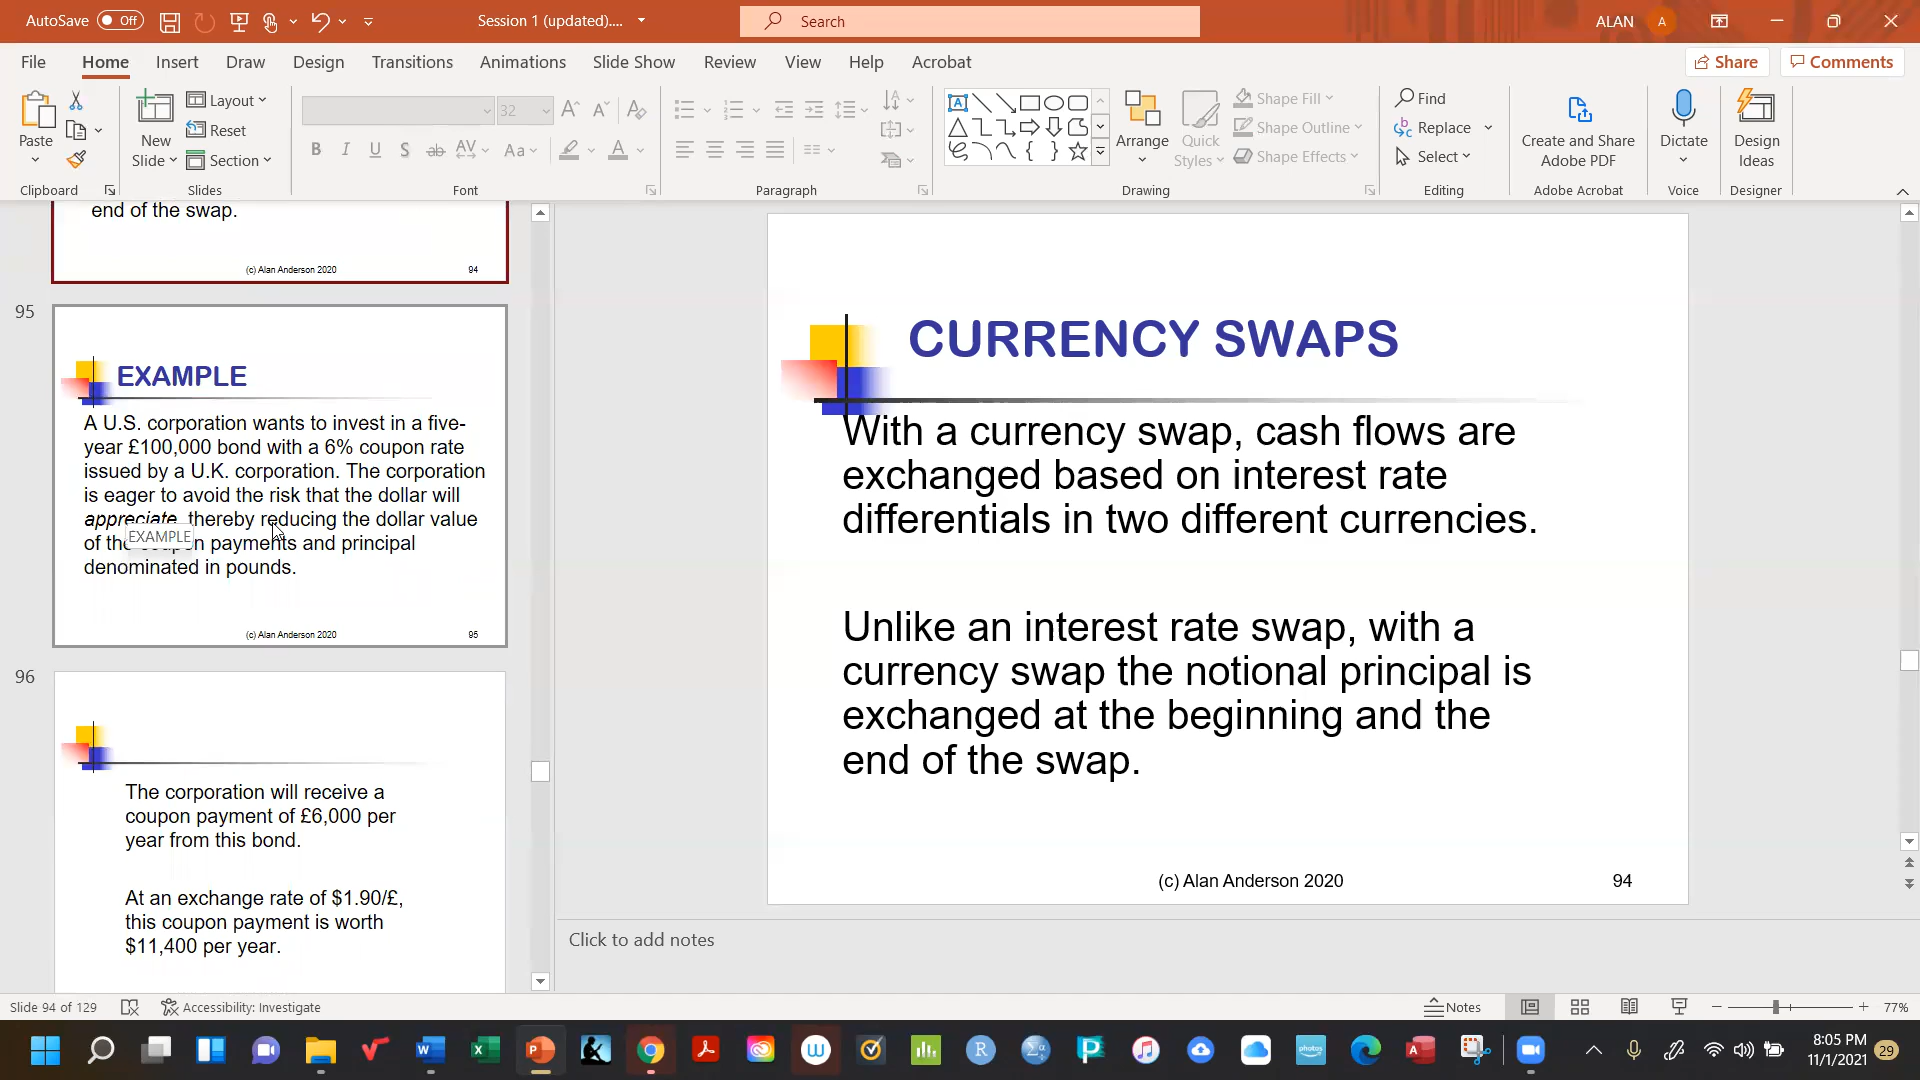 AutoSave Off
Session 1 (updated)....
Search
ALAN A
File Home Insert Draw Design Transitions Animations Slide Show Review View Help Acrobat Share Comments
Paste
New Slide
Layout
Reset
Section
32
B I U S ab AV Aa A
Arrange
Quick Styles
Shape Fill
Shape Outline
Shape Effects
Find
Replace
Select
Create and Share Adobe PDF
Dictate
Design Ideas
Clipboard Slides Font Paragraph Drawing Editing Adobe Acrobat Voice Designer
end of the swap.
(c) Alan Anderson 2020 94
95
EXAMPLE
A U.S. corporation wants to invest in a five-
year £100,000 bond with a 6% coupon rate
issued by a U.K. corporation. The corporation
is eager to avoid the risk that the dollar will
appreciate, thereby reducing the dollar value
of the coupon payments and principal
denominated in pounds.
EXAMPLE
(c) Alan Anderson 2020 95
96
The corporation will receive a
coupon payment of £6,000 per
year from this bond.
At an exchange rate of $1.90/£,
this coupon payment is worth
$11,400 per year.
CURRENCY SWAPS
With a currency swap, cash flows are
exchanged based on interest rate
differentials in two different currencies.
Unlike an interest rate swap, with a
currency swap the notional principal is
exchanged at the beginning and the
end of the swap.
(c) Alan Anderson 2020 94
Click to add notes
Slide 94 of 129 Accessibility: Investigate Notes 77%
8:05 PM
11/1/2021
29